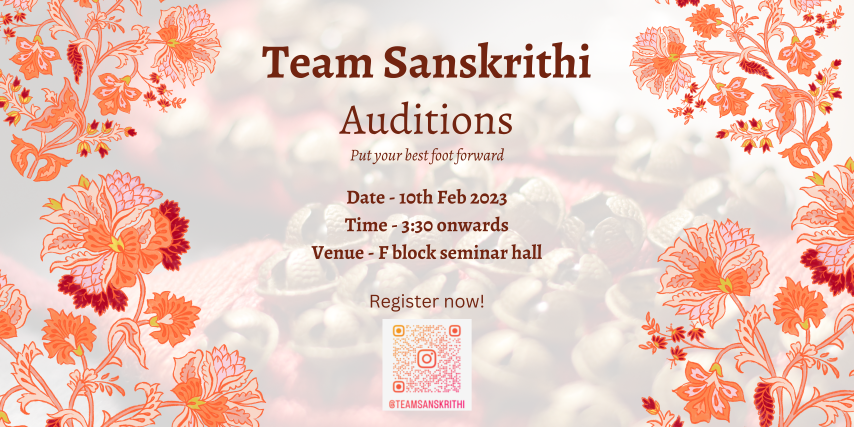 Team Sanskrithi
Auditions
Put your best foot forward
Date - 10th Feb 2023
Time - 3:30 onwards
Venue - F block seminar hall
Register now!
@TEAMSANSKRITHI